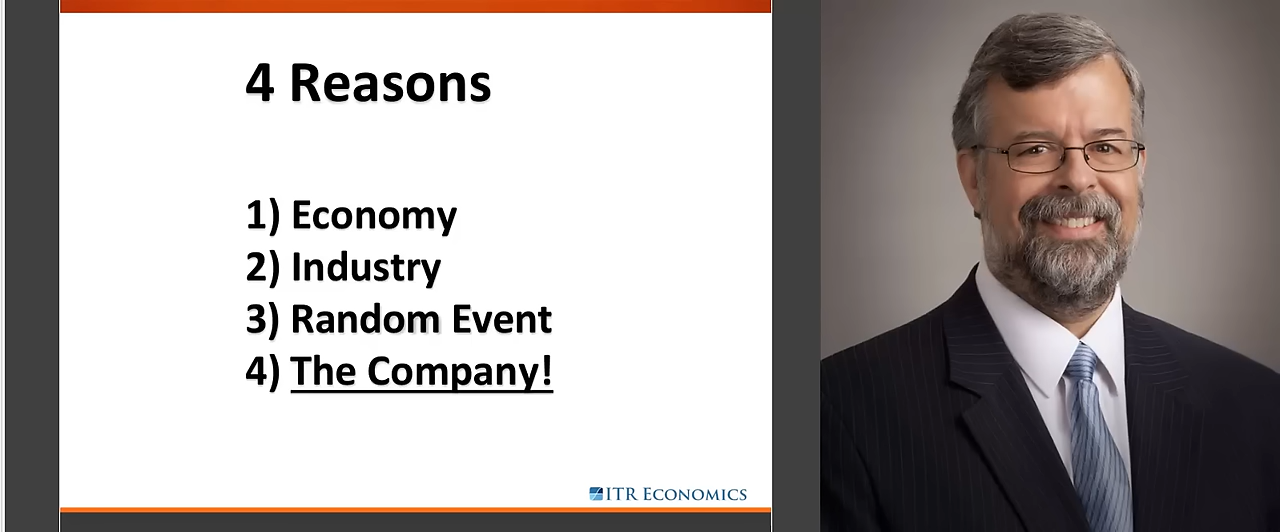 4 Reasons
1) Economy
2) Industry
3) Random Event
4) The Company!
ITR ECONOMICS